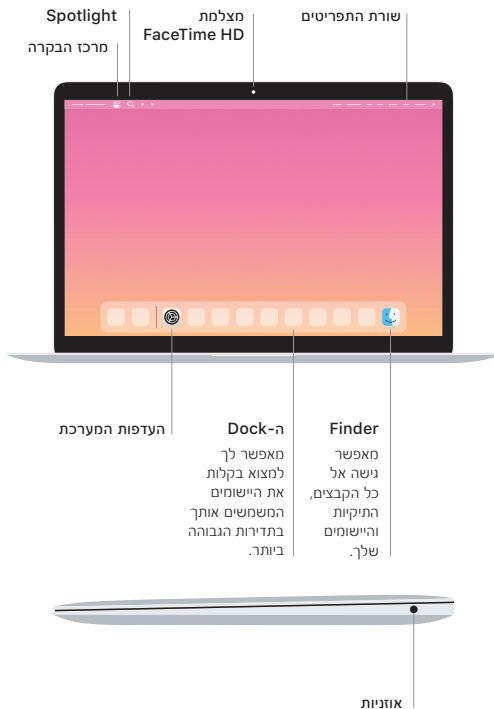 שורת התפריטים
מצלמת
FaceTime HD
Spotlight
מרכז הבקרה
Finder
מאפשר
גישה אל
כל הקבצים,
התיקיות
והיישומים
שלך.
ה-Dock
מאפשר לך
למצוא בקלות
את היישומים
המשמשים אותך
בתדירות הגבוהה
ביותר.
העדפות המערכת
אוזניות